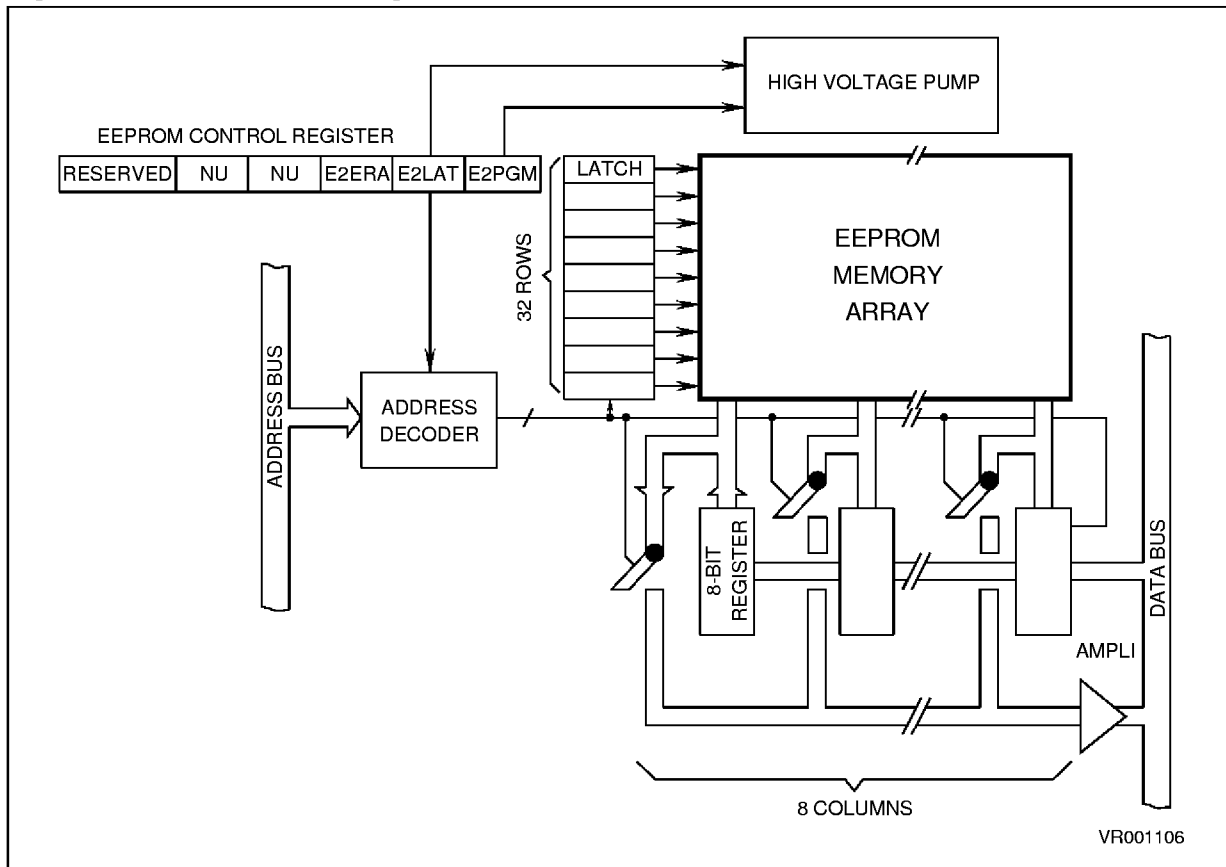 HIGH VOLTAGE PUMP
EEPROM CONTROL REGISTER
RESERVED NU NU E2ERA E2LAT E2PGM
LATCH
32 ROWS
EEPROM
MEMORY
ARRAY
ADDRESS BUS
ADDRESS
DECODER
8-BIT
REGISTER
DATA BUS
AMPLI
8 COLUMNS
VR001106